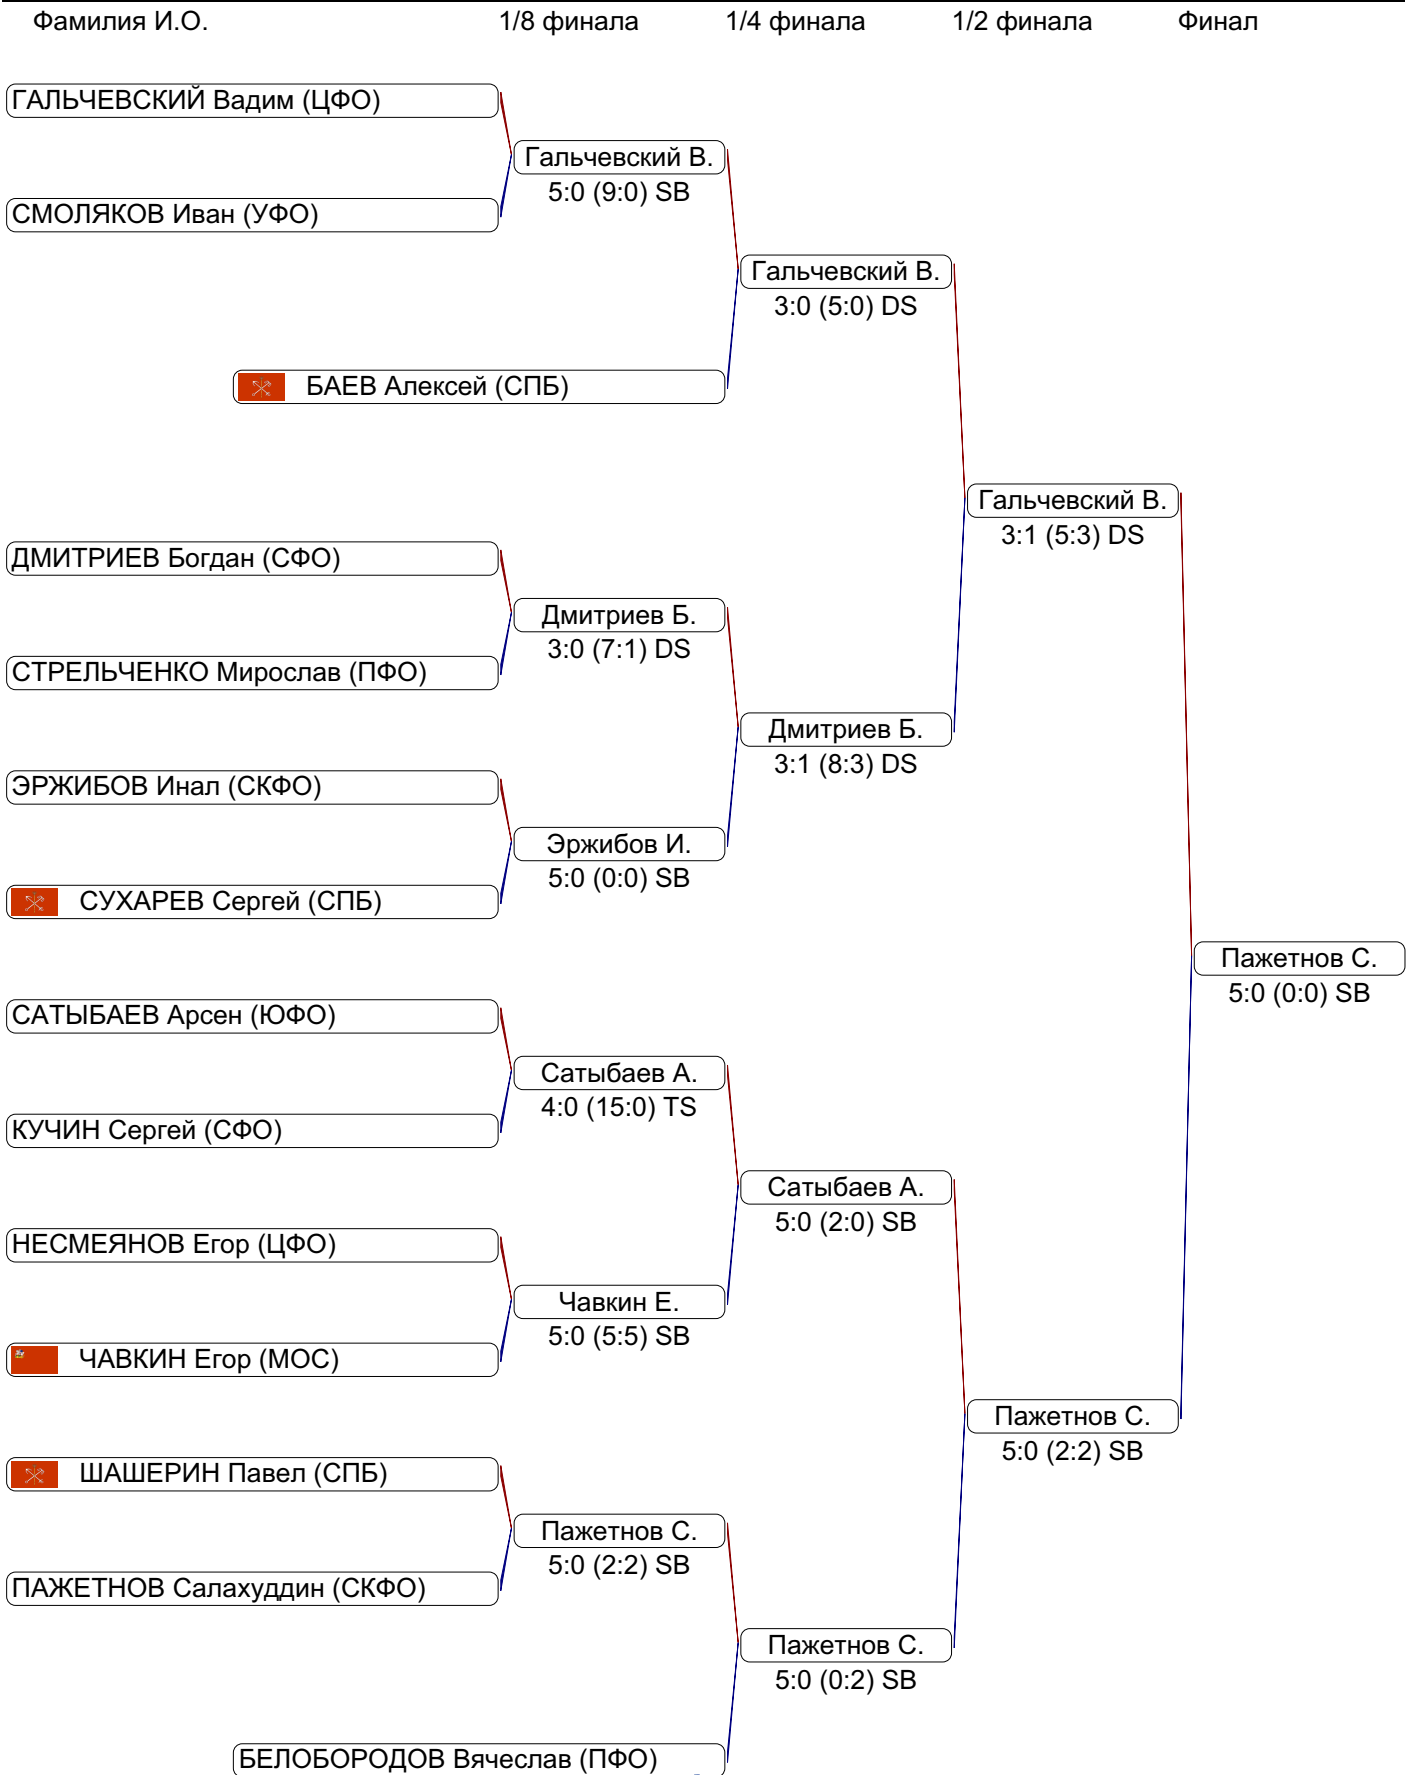 Фамилия И.О. 1/8 финала 1/4 финала 1/2 финала Финал
ГАЛЬЧЕВСКИЙ Вадим (ЦФО)
Гальчевский В.
5:0 (9:0) SB
СМОЛЯКОВ Иван (УФО)
Гальчевский В.
3:0 (5:0) DS
БАЕВ Алексей (СПБ)
Гальчевский В.
3:1 (5:3) DS
ДМИТРИЕВ Богдан (СФО)
Дмитриев Б.
3:0 (7:1) DS
СТРЕЛЬЧЕНКО Мирослав (ПФО)
Дмитриев Б.
3:1 (8:3) DS
ЭРЖИБОВ Инал (СКФО)
Эржибов И.
5:0 (0:0) SB
СУХАРЕВ Сергей (СПБ)
Пажетнов С.
5:0 (0:0) SB
САТЫБАЕВ Арсен (ЮФО)
Сатыбаев А.
4:0 (15:0) TS
КУЧИН Сергей (СФО)
Сатыбаев А.
5:0 (2:0) SB
НЕСМЕЯНОВ Егор (ЦФО)
Чавкин Е.
5:0 (5:5) SB
ЧАВКИН Егор (МОС)
Пажетнов С.
5:0 (2:2) SB
ШАШЕРИН Павел (СПБ)
Пажетнов С.
5:0 (2:2) SB
ПАЖЕТНОВ Салахуддин (СКФО)
Пажетнов С.
5:0 (0:2) SB
БЕЛОБОРОДОВ Вячеслав (ПФО)